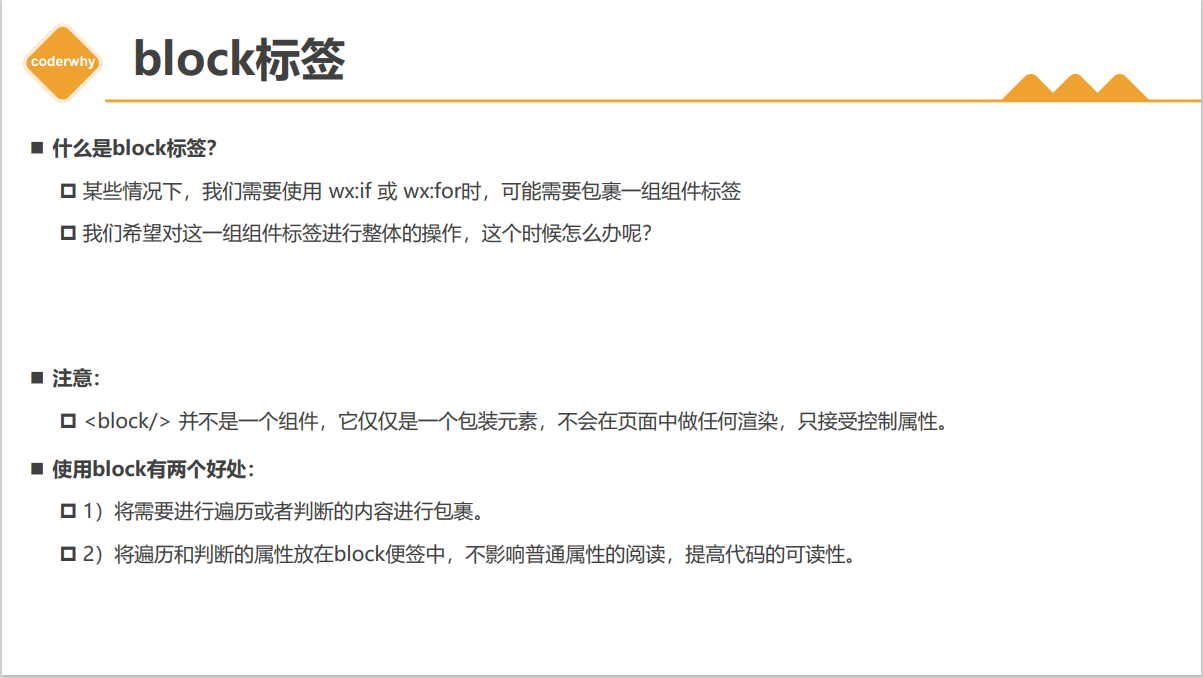 coderwhy
block标签
什么是block标签？
某些情况下，我们需要使用 wx:if 或 wx:for时，可能需要包裹一组组件标签
我们希望对这一组组件标签进行整体的操作，这个时候怎么办呢？
注意：
<block/> 并不是一个组件，它仅仅是一个包装元素，不会在页面中做任何渲染，只接受控制属性。
使用block有两个好处：
1）将需要进行遍历或者判断的内容进行包裹。
2）将遍历和判断的属性放在block便签中，不影响普通属性的阅读，提高代码的可读性。